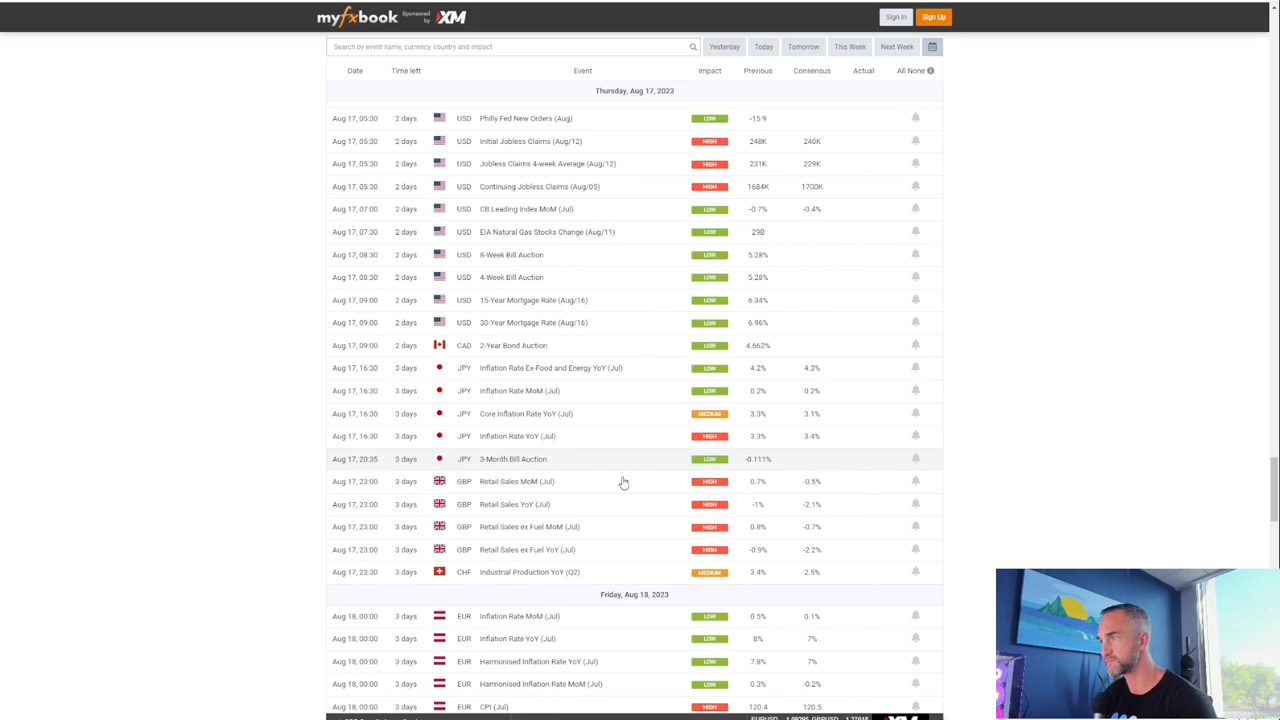 myfxbook Sponsored by XM Sign In Sign Up
Search by event name, currency, country and impact Yesterday Today Tomorrow This Week Next Week
Date Time left Event Impact Previous Consensus Actual All None
Thursday, Aug 17, 2023
Aug 17, 05:30 2 days USD Philly Fed New Orders (Aug) LOW -15.9
Aug 17, 05:30 2 days USD Initial Jobless Claims (Aug/12) HIGH 248K 240K
Aug 17, 05:30 2 days USD Jobless Claims 4-week Average (Aug/12) HIGH 231K 229K
Aug 17, 05:30 2 days USD Continuing Jobless Claims (Aug/05) HIGH 1684K 1700K
Aug 17, 07:00 2 days USD CB Leading Index MoM (Jul) LOW -0.7% -0.4%
Aug 17, 07:30 2 days USD EIA Natural Gas Stocks Change (Aug/11) LOW 29B
Aug 17, 08:30 2 days USD 8-Week Bill Auction LOW 5.28%
Aug 17, 08:30 2 days USD 4-Week Bill Auction LOW 5.28%
Aug 17, 09:00 2 days USD 15-Year Mortgage Rate (Aug/16) LOW 6.34%
Aug 17, 09:00 2 days USD 30-Year Mortgage Rate (Aug/16) LOW 6.96%
Aug 17, 09:00 2 days CAD 2-Year Bond Auction LOW 4.662%
Aug 17, 16:30 3 days JPY Inflation Rate Ex-Food and Energy YoY (Jul) LOW 4.2% 4.3%
Aug 17, 16:30 3 days JPY Inflation Rate MoM (Jul) LOW 0.2% 0.2%
Aug 17, 16:30 3 days JPY Core Inflation Rate YoY (Jul) MEDIUM 3.3% 3.1%
Aug 17, 16:30 3 days JPY Inflation Rate YoY (Jul) HIGH 3.3% 3.4%
Aug 17, 20:35 3 days JPY 3-Month Bill Auction LOW -0.111%
Aug 17, 23:00 3 days GBP Retail Sales MoM (Jul) HIGH 0.7% -0.5%
Aug 17, 23:00 3 days GBP Retail Sales YoY (Jul) HIGH -1% -2.1%
Aug 17, 23:00 3 days GBP Retail Sales ex Fuel MoM (Jul) HIGH 0.8% -0.7%
Aug 17, 23:00 3 days GBP Retail Sales ex Fuel YoY (Jul) HIGH -0.9% -2.2%
Aug 17, 23:30 3 days CHF Industrial Production YoY (Q2) MEDIUM 3.4% 2.5%
Friday, Aug 18, 2023
Aug 18, 00:00 3 days EUR Inflation Rate MoM (Jul) LOW 0.5% 0.1%
Aug 18, 00:00 3 days EUR Inflation Rate YoY (Jul) LOW 8% 7%
Aug 18, 00:00 3 days EUR Harmonised Inflation Rate YoY (Jul) LOW 7.8% 7%
Aug 18, 00:00 3 days EUR Harmonised Inflation Rate MoM (Jul) LOW 0.3% -0.2%
Aug 18, 00:00 3 days EUR CPI (Jul) HIGH 120.4 120.5